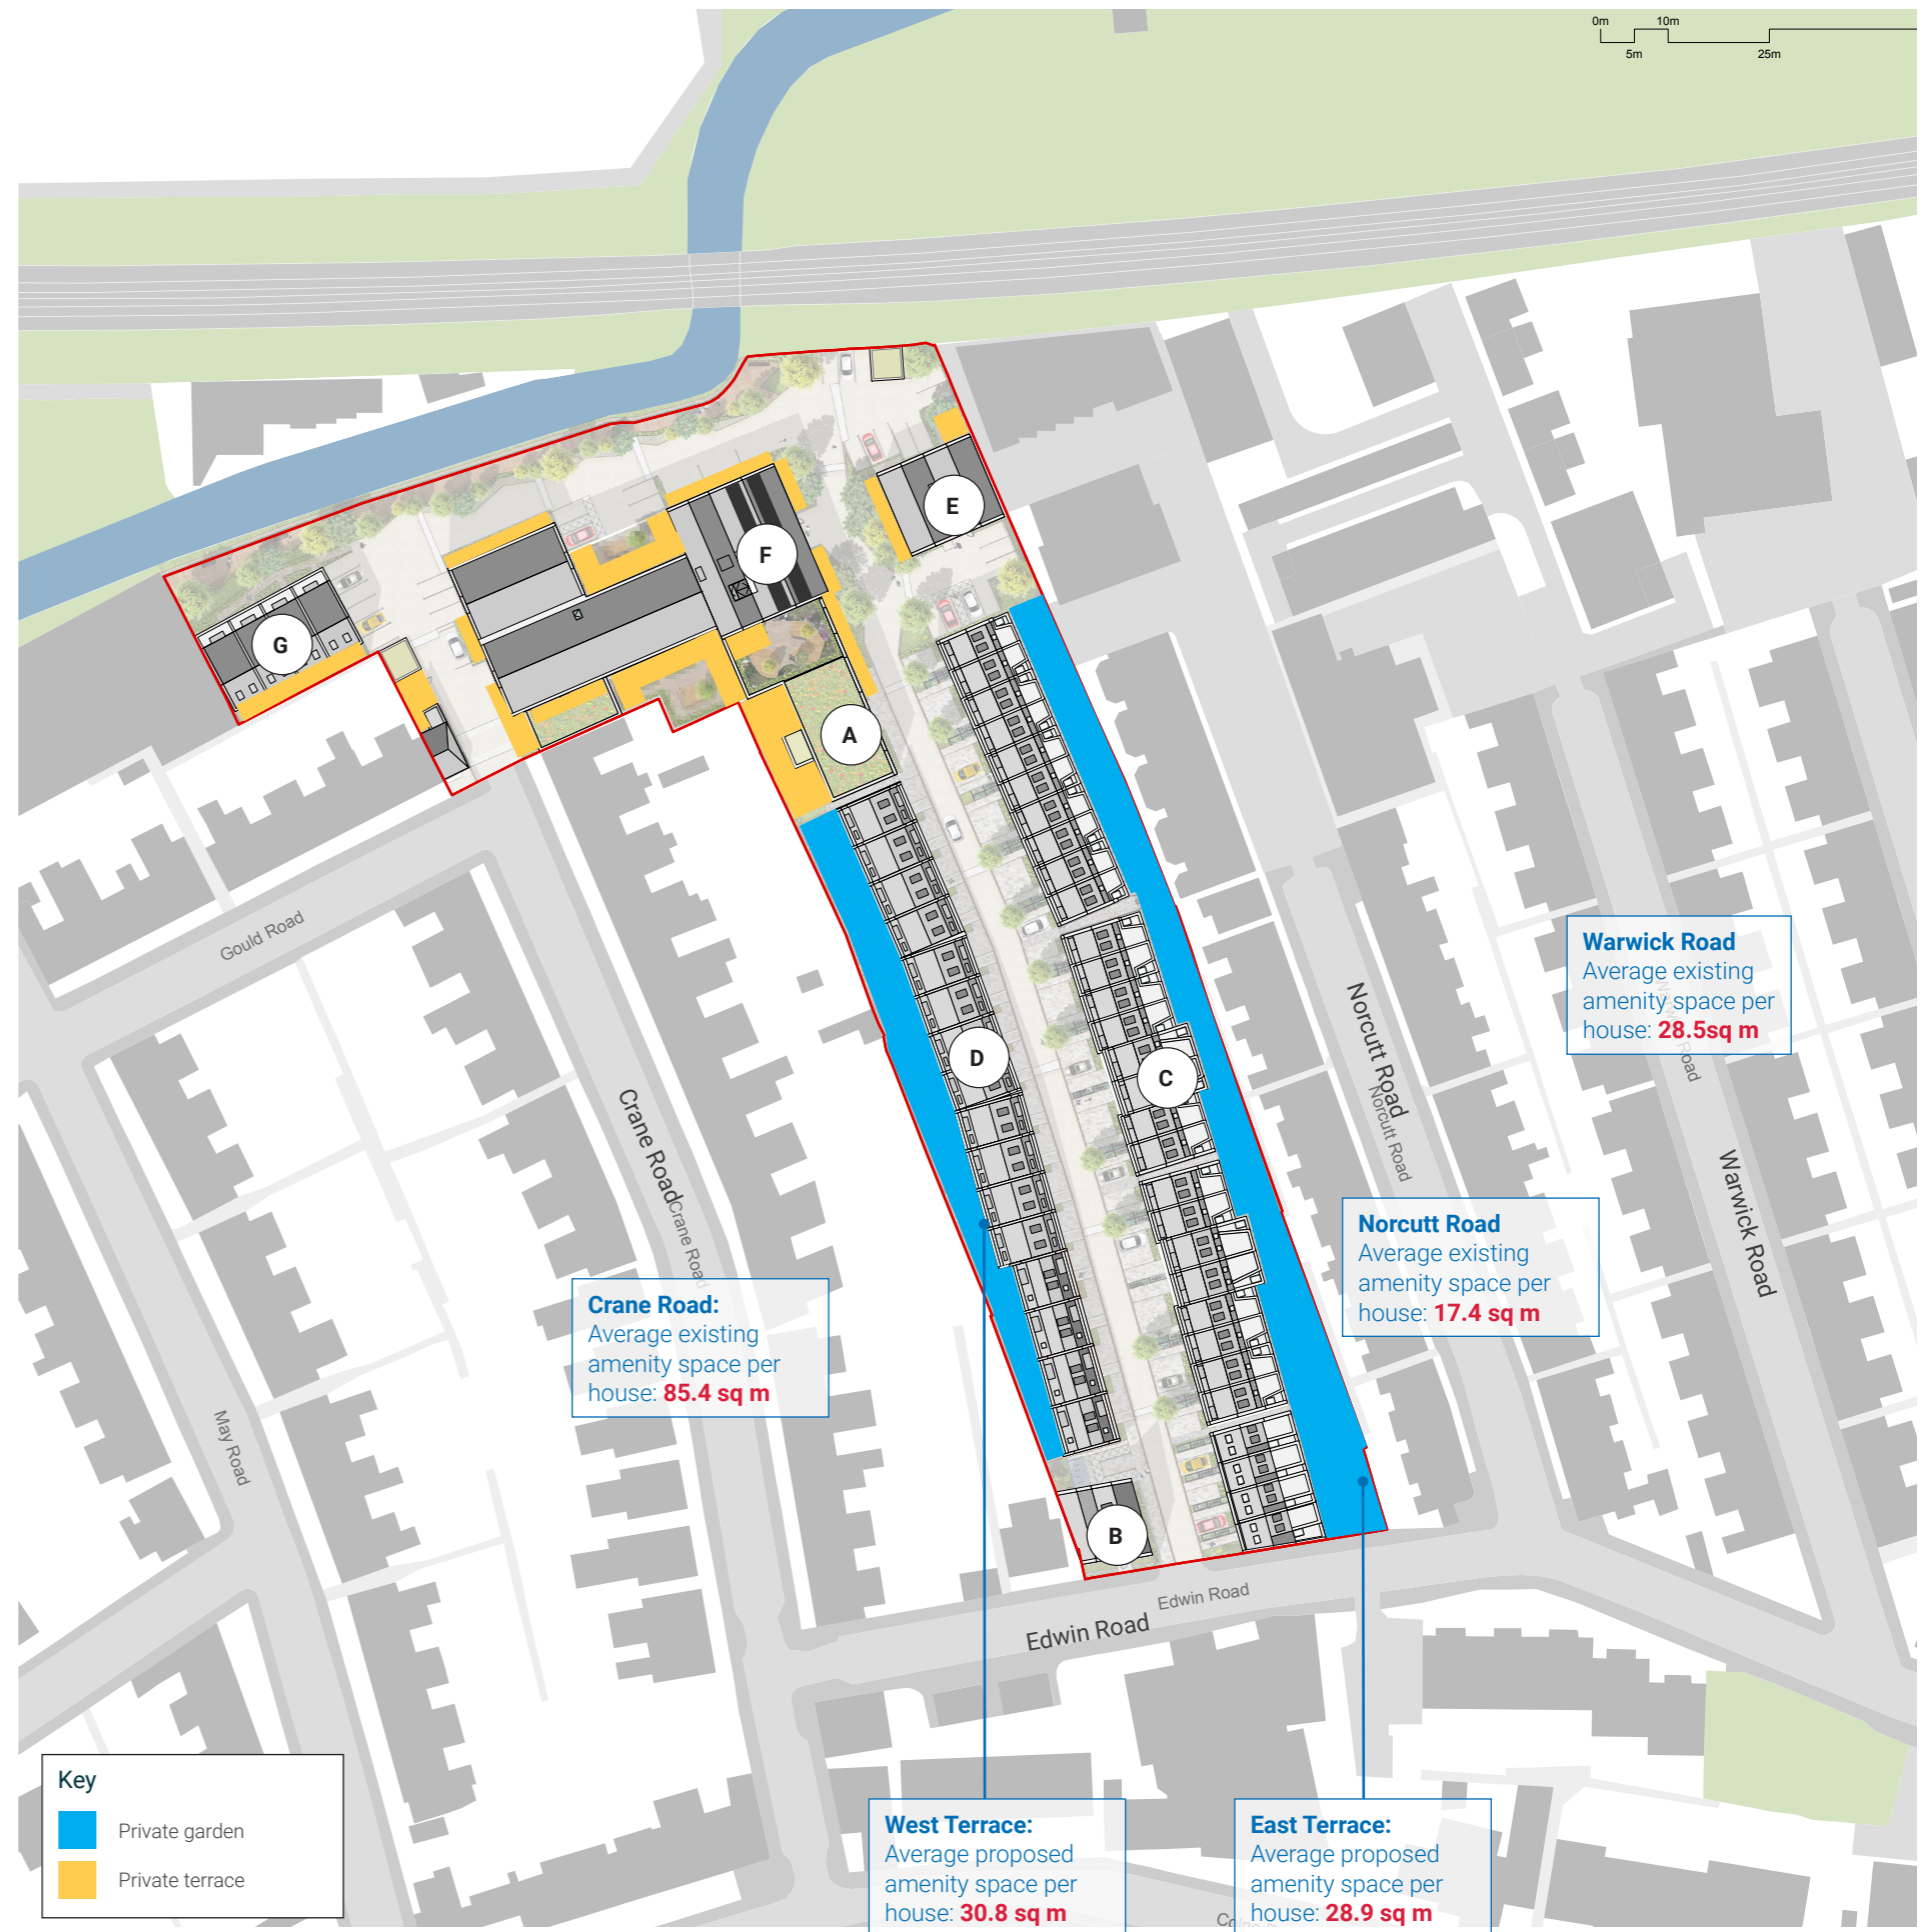 0m 10m
5m 25m
E
F
G
A
Gould Road
Warwick Road
Average existing
amenity space per
house: 28.5sq m
Road
Norcutt Road
Norcutt Road
D
C
Crane Road
Crane Road
Warwick Road
Norcutt Road
Average existing
amenity space per
house: 17.4 sq m
Crane Road:
Average existing
amenity space per
house: 85.4 sq m
May Road
B
Edwin Road
Edwin Road
Key
Private garden
Private terrace
West Terrace:
Average proposed
amenity space per
house: 30.8 sq m
East Terrace:
Average proposed
amenity space per
house: 28.9 sq m